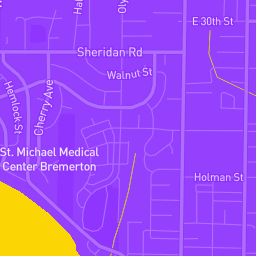 E 30th St
Sheridan Rd
Walnut St
Hemlock St
Cherry Ave
St. Michael Medical
Center Bremerton
Holman St